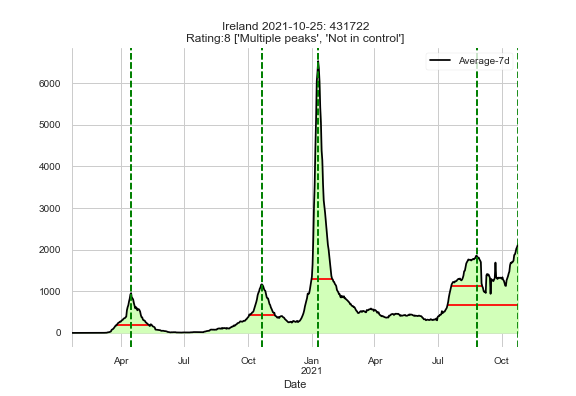 Ireland 2021-10-25: 431722
Rating:8 ['Multiple peaks', 'Not in control']
Average-7d
6000
5000
4000
3000
2000
1000
0
Apr Jul Oct Jan Apr Jul Oct
2021
Date